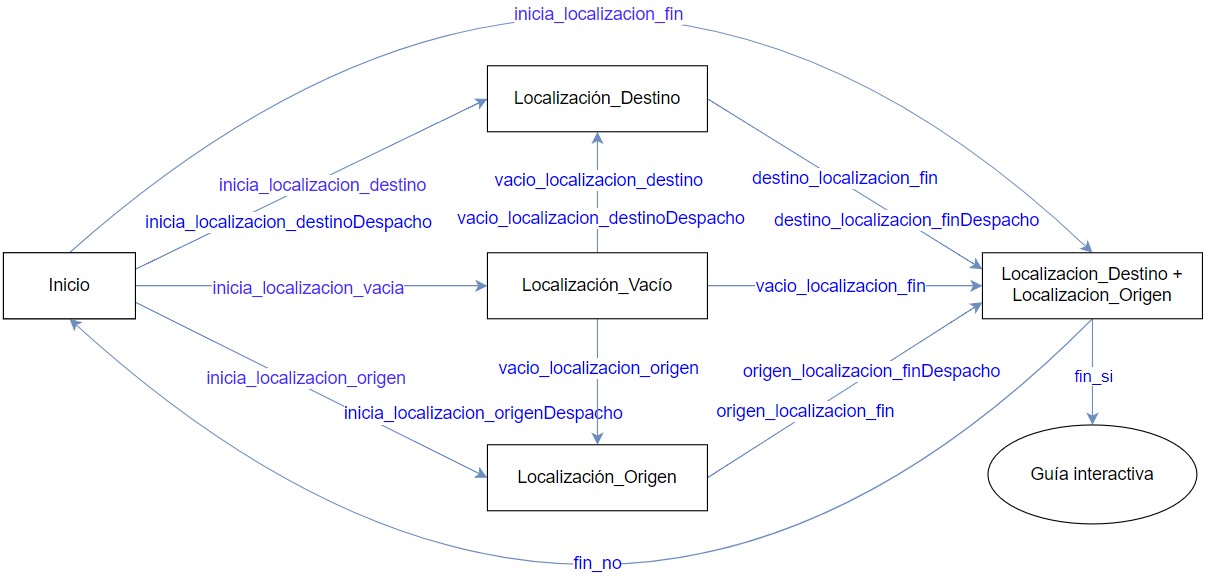 inicia_localizacion_fin
Localización_Destino
inicia_localizacion_destino
vacio_localizacion_destino
destino_localizacion_fin
inicia_localizacion_destinoDespacho
vacio_localizacion_destinoDespacho
destino_localizacion_finDespacho
Inicio
inicia_localizacion_vacia
Localización_Vacío
vacio_localizacion_fin
Localizacion_Destino +
Localizacion_Origen
inicia_localizacion_origen
vacio_localizacion_origen
origen_localizacion_finDespacho
fin_si
inicia_localizacion_origenDespacho
origen_localizacion_fin
Localización_Origen
Guía interactiva
fin_no